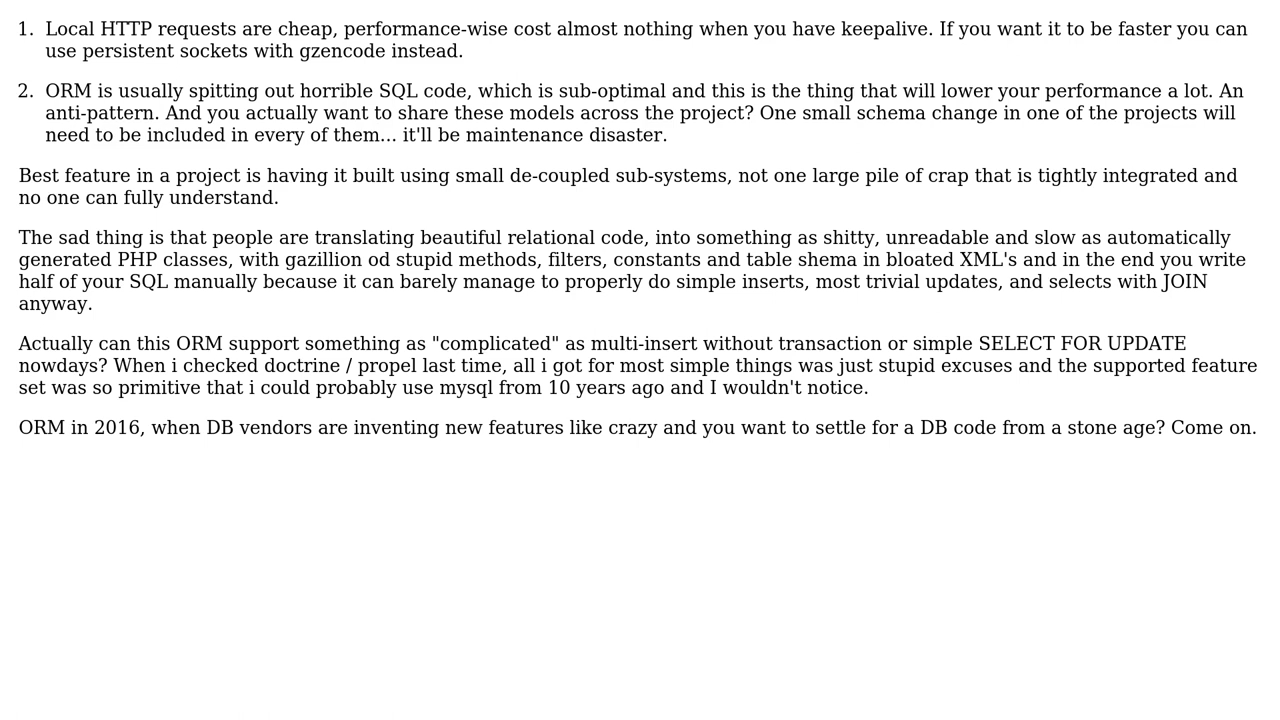 1. Local HTTP requests are cheap, performance-wise cost almost nothing when you have keepalive. If you want it to be faster you can
use persistent sockets with gzencode instead.
2. ORM is usually spitting out horrible SQL code, which is sub-optimal and this is the thing that will lower your performance a lot. An
anti-pattern. And you actually want to share these models across the project? One small schema change in one of the projects will
need to be included in every of them... it'll be maintenance disaster.
Best feature in a project is having it built using small de-coupled sub-systems, not one large pile of crap that is tightly integrated and
no one can fully understand.
The sad thing is that people are translating beautiful relational code, into something as shitty, unreadable and slow as automatically
generated PHP classes, with gazillion od stupid methods, filters, constants and table shema in bloated XML's and in the end you write
half of your SQL manually because it can barely manage to properly do simple inserts, most trivial updates, and selects with JOIN
anyway.
Actually can this ORM support something as "complicated" as multi-insert without transaction or simple SELECT FOR UPDATE
nowdays? When i checked doctrine / propel last time, all i got for most simple things was just stupid excuses and the supported feature
set was so primitive that i could probably use mysql from 10 years ago and I wouldn't notice.
ORM in 2016, when DB vendors are inventing new features like crazy and you want to settle for a DB code from a stone age? Come on.